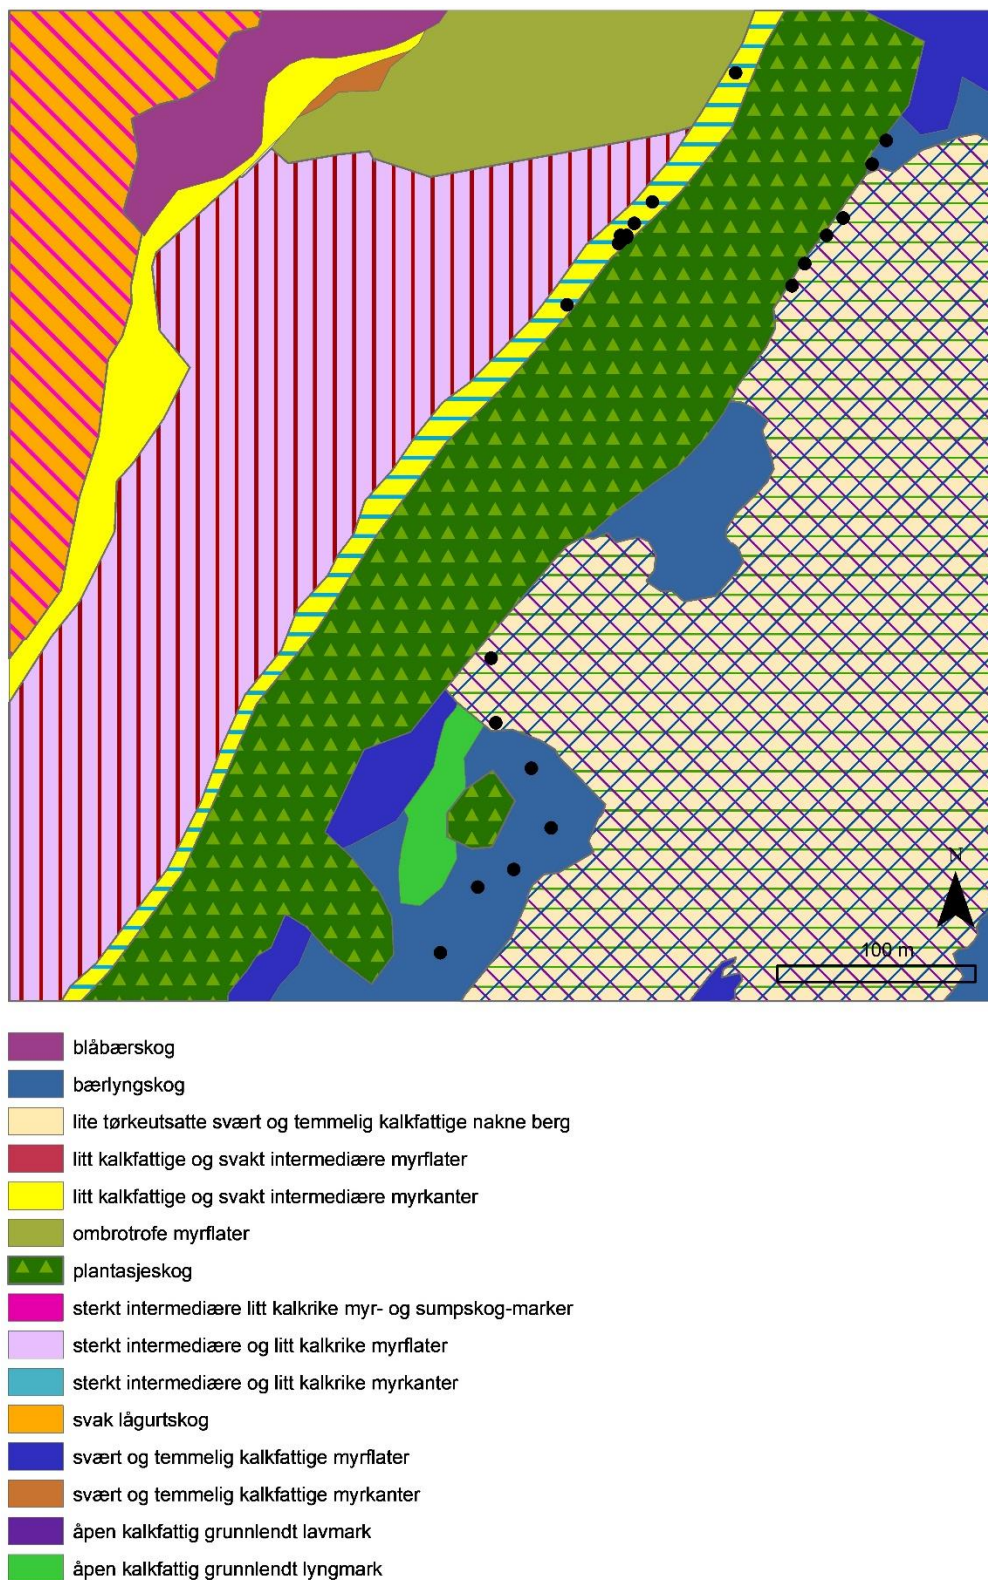 N
100 m
blåbærskog
bærlyngskog
lite tørkeutsatte svært og temmelig kalkfattige nakne berg
litt kalkfattige og svakt intermediære myrflater
litt kalkfattige og svakt intermediære myrkanter
ombrotrofe myrflater
plantasjeskog
sterkt intermediære litt kalkrike myr- og sumpskog-marker
sterkt intermediære og litt kalkrike myrflater
sterkt intermediære og litt kalkrike myrkanter
svak lågurtskog
svært og temmelig kalkfattige myrflater
svært og temmelig kalkfattige myrkanter
åpen kalkfattig grunnlendt lavmark
åpen kalkfattig grunnlendt lyngmark